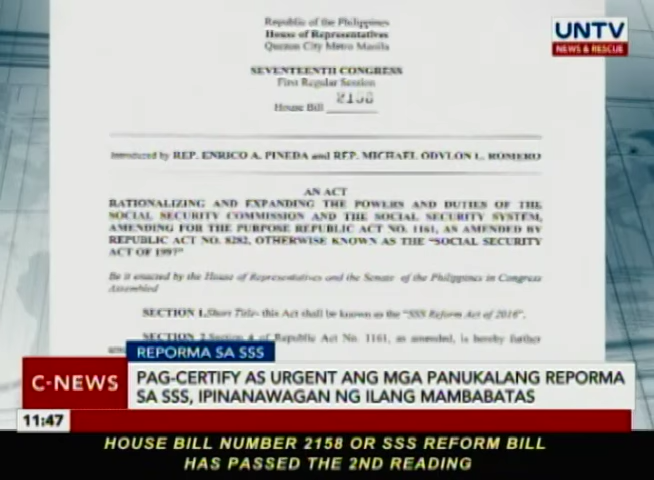 Republic of the Philippines
House of Representatives
Quezon City Metro Manila
UNTV
NEWS & RESCUE
SEVENTEENTH CONGRESS
First Regular Session
House Bill 2158
Introduced by REP. ENRICO A. PINEDA and REP. MICHAEL ODYLON L. ROMERO
AN ACT
RATIONALIZING AND EXPANDING THE POWERS AND DUTIES OF THE
SOCIAL SECURITY COMMISSION AND THE SOCIAL SECURITY SYSTEM,
AMENDING FOR THE PURPOSE REPUBLIC ACT NO. 1161, AS AMENDED BY
REPUBLIC ACT NO. 8282, OTHERWISE KNOWN AS THE "SOCIAL SECURITY
ACT OF 1997"
Be it enacted by the House of Representatives and the Senate of the Philippines in Congress
Assembled
SECTION 1. Short Title- this Act shall be known as the "SSS Reform Act of 2016".
SECTION 2. Section 4 of Republic Act No. 1161, as amended, is hereby further
REPORMA SA SSS
C-NEWS
PAG-CERTIFY AS URGENT ANG MGA PANUKALANG REPORMA
SA SSS, IPINANAWAGAN NG ILANG MAMBABATAS
11:47
HOUSE BILL NUMBER 2158 OR SSS REFORM BILL
HAS PASSED THE 2ND READING